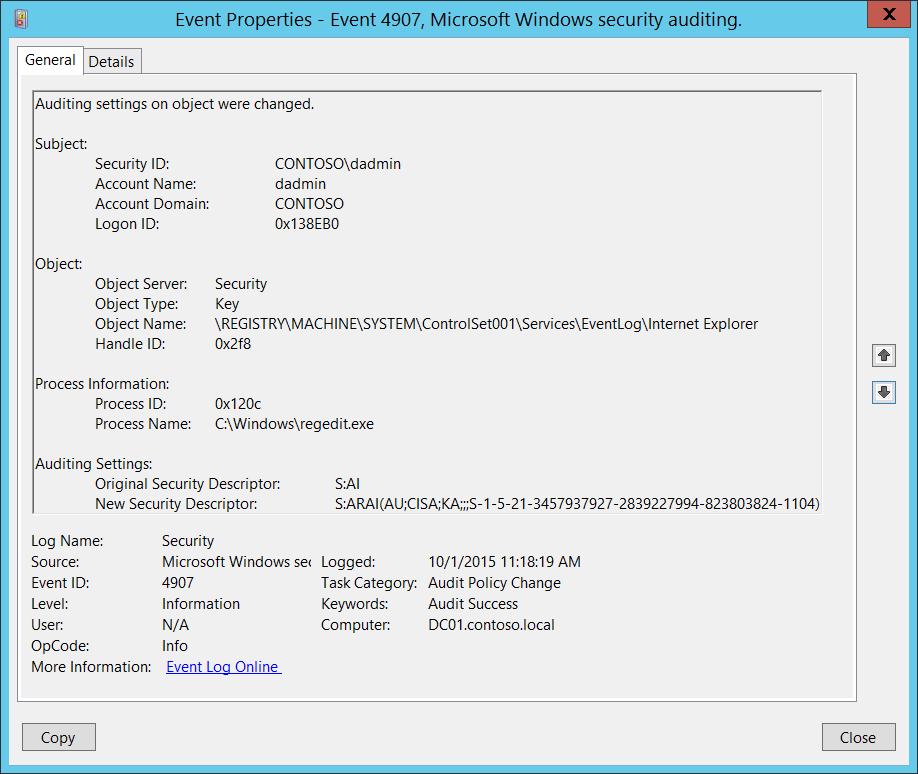 Event Properties - Event 4907, Microsoft Windows security auditing.
General Details
Auditing settings on object were changed.
Subject:
Security ID: CONTOSO\dadmin
Account Name: dadmin
Account Domain: CONTOSO
Logon ID: 0x138EB0
Object:
Object Server: Security
Object Type: Key
Object Name: \REGISTRY\MACHINE\SYSTEM\ControlSet001\Services\EventLog\Internet Explorer
Handle ID: 0x2f8
Process Information:
Process ID: 0x120c
Process Name: C:\Windows\regedit.exe
Auditing Settings:
Original Security Descriptor: S:AI
New Security Descriptor: S:ARAI(AU;CISA;KA;;;S-1-5-21-3457937927-2839227994-823803824-1104)
Log Name: Security
Source: Microsoft Windows sec Logged: 10/1/2015 11:18:19 AM
Event ID: 4907 Task Category: Audit Policy Change
Level: Information Keywords: Audit Success
User: N/A Computer: DC01.contoso.local
OpCode: Info
More Information: Event Log Online
Copy Close